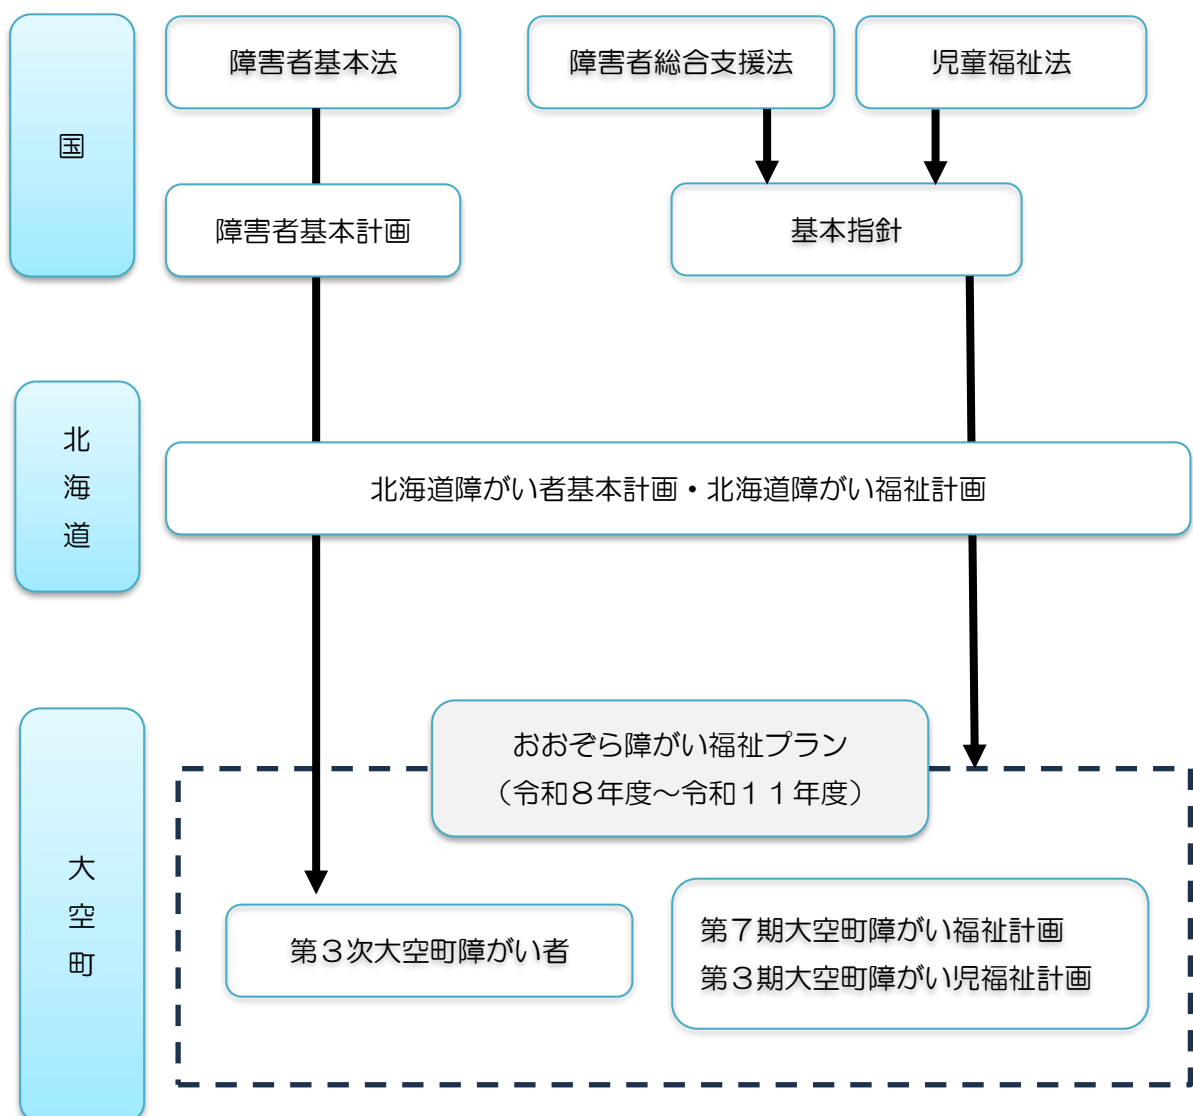 国
障害者基本法
障害者総合支援法
児童福祉法
障害者基本計画
基本指針
北
海
道
北海道障がい者基本計画・北海道障がい福祉計画
大
空
町
おおぞら障がい福祉プラン
（令和８年度～令和１１年度）
第３次大空町障がい者
第７期大空町障がい福祉計画
第３期大空町障がい児福祉計画